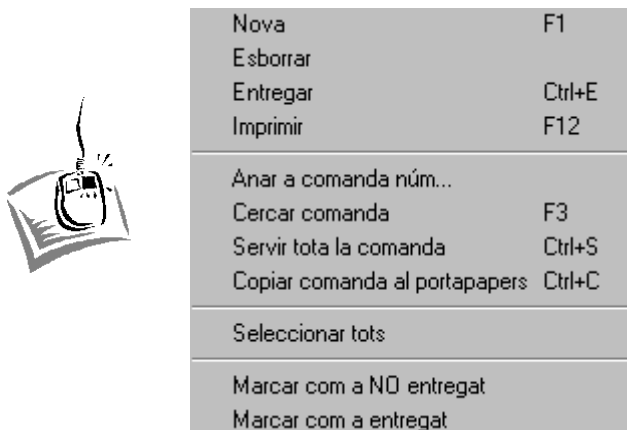 Nova F1
Esborrar
Entregar Ctrl+E
Imprimir F12
Anar a comanda núm...
Cercar comanda F3
Servir tota la comanda Ctrl+S
Copiar comanda al portapapers Ctrl+C
Seleccionar tots
Marcar com a NO entregat
Marcar com a entregat